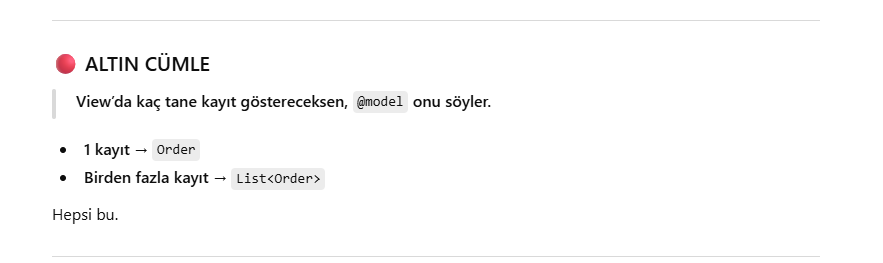 ALTIN CÜMLE
View’da kaç tane kayıt göstereceksen, @model onu söyler.
• 1 kayıt → Order
• Birden fazla kayıt → List<Order>
Hepsi bu.